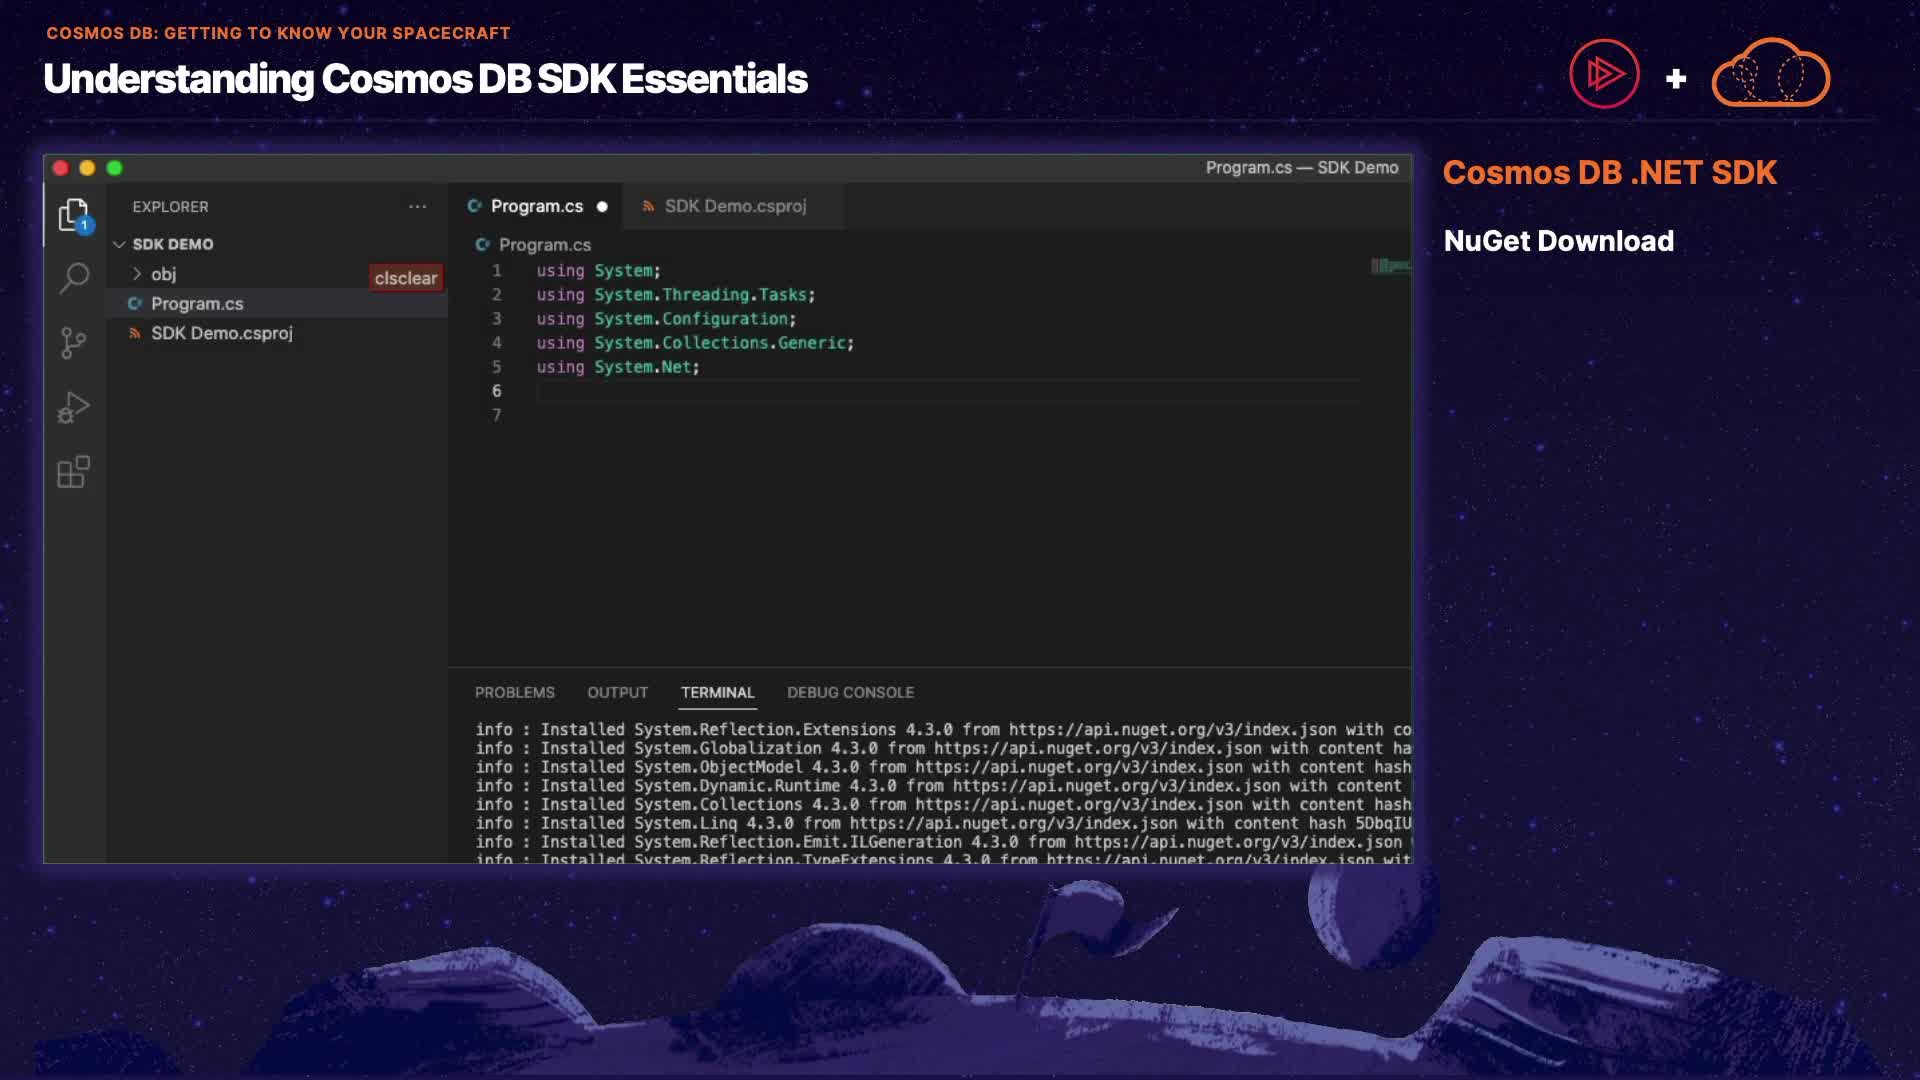 COSMOS DB: GETTING TO KNOW YOUR SPACECRAFT
Understanding Cosmos DB SDK Essentials
Program.cs — SDK Demo
EXPLORER
1
SDK DEMO
obj
clsclear
Program.cs
SDK Demo.csproj
Program.cs
SDK Demo.csproj
Program.cs
1 using System;
2 using System.Threading.Tasks;
3 using System.Configuration;
4 using System.Collections.Generic;
5 using System.Net;
6
7
PROBLEMS OUTPUT TERMINAL DEBUG CONSOLE
info : Installed System.Reflection.Extensions 4.3.0 from https://api.nuget.org/v3/index.json with co
info : Installed System.Globalization 4.3.0 from https://api.nuget.org/v3/index.json with content ha
info : Installed System.ObjectModel 4.3.0 from https://api.nuget.org/v3/index.json with content hash
info : Installed System.Dynamic.Runtime 4.3.0 from https://api.nuget.org/v3/index.json with content
info : Installed System.Collections 4.3.0 from https://api.nuget.org/v3/index.json with content hash
info : Installed System.Linq 4.3.0 from https://api.nuget.org/v3/index.json with content hash 5DbqIU
info : Installed System.Reflection.Emit.ILGeneration 4.3.0 from https://api.nuget.org/v3/index.json
info : Installed System.Reflection.TypeExtensions 4.3.0 from https://api.nuget.org/v3/index.json wit
Cosmos DB .NET SDK
NuGet Download